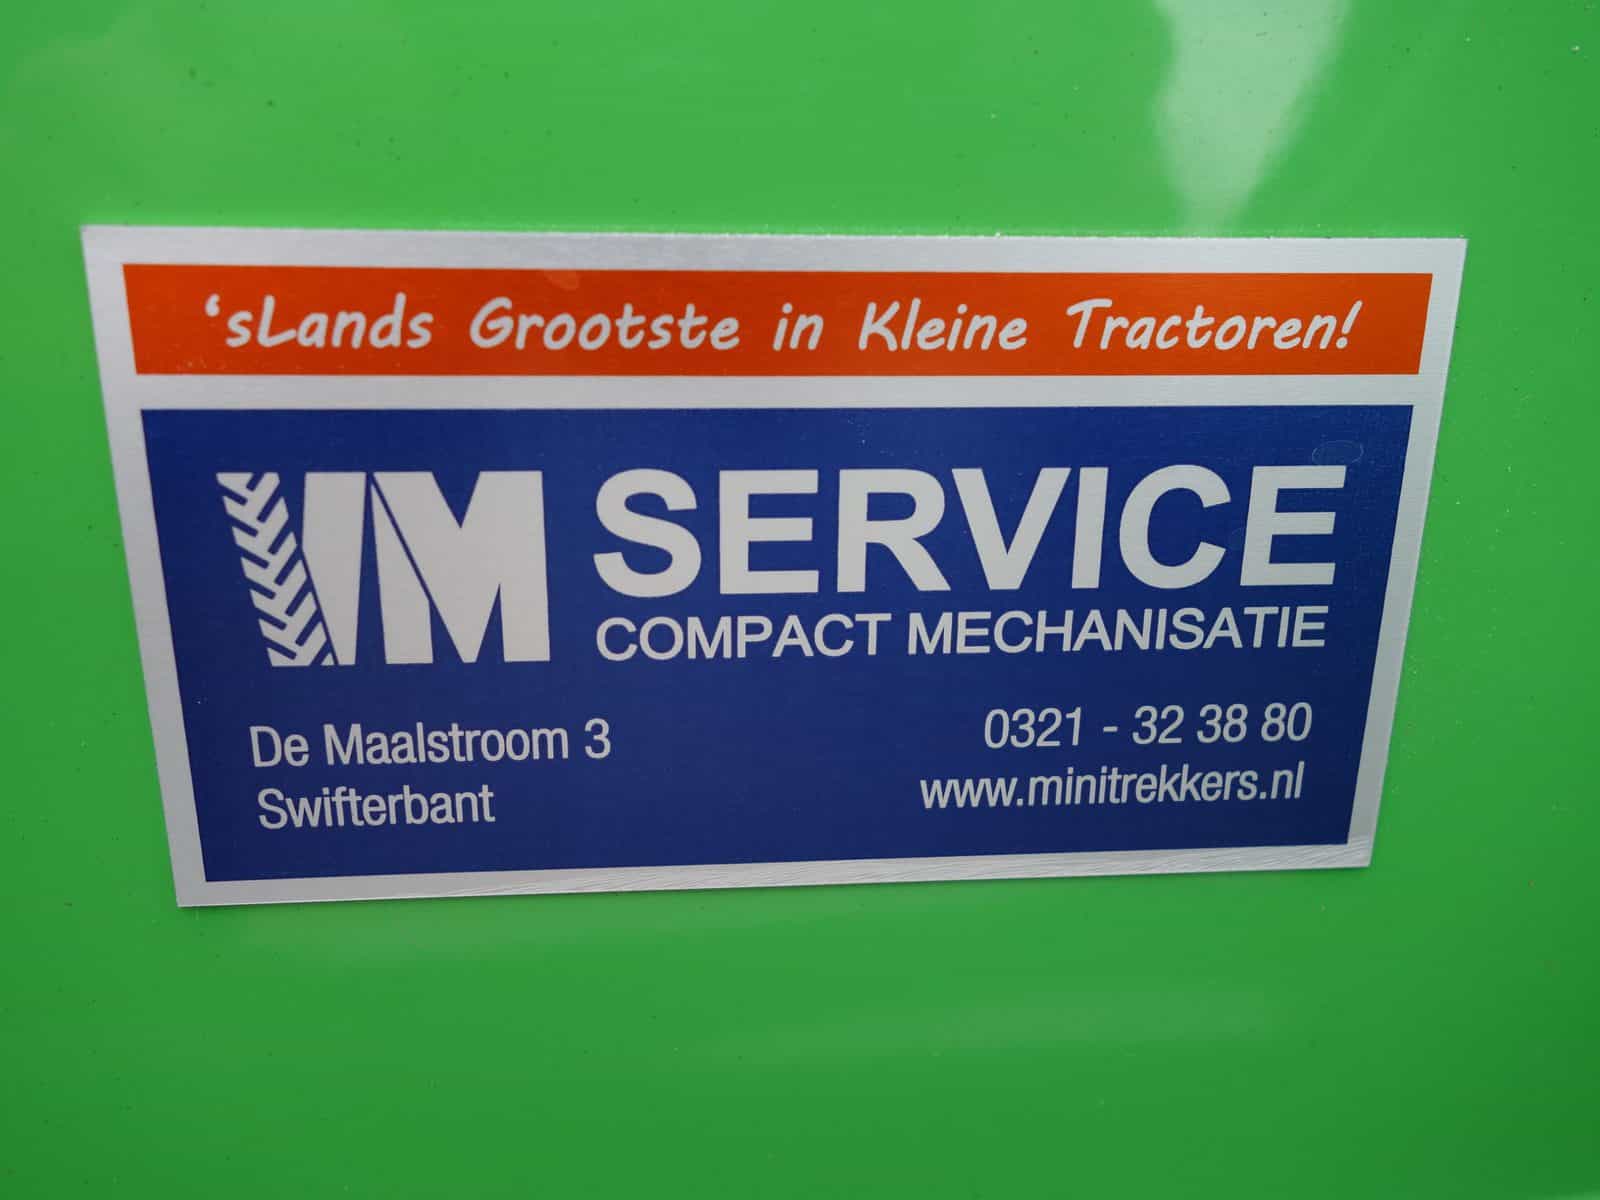 ‘sLands Grootste in Kleine Tractoren!
IM SERVICE
COMPACT MECHANISATIE
De Maalstroom 3
Swifterbant
0321 - 32 38 80
www.minitrekkers.nl